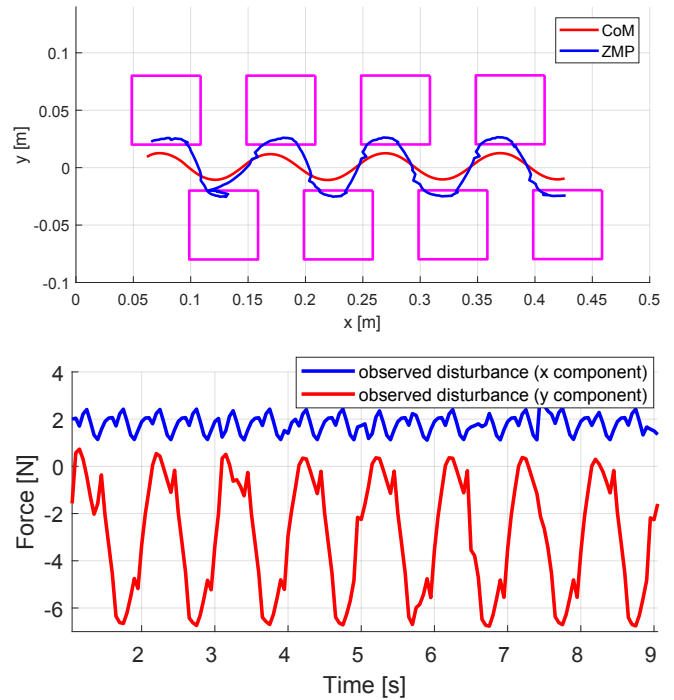 CoM
ZMP
0.1
0.05
0
-0.05
-0.1
y [m]
0 0.05 0.1 0.15 0.2 0.25 0.3 0.35 0.4 0.45 0.5
x [m]
observed disturbance (x component)
observed disturbance (y component)
4
2
0
-2
-4
-6
Force [N]
2 3 4 5 6 7 8 9
Time [s]